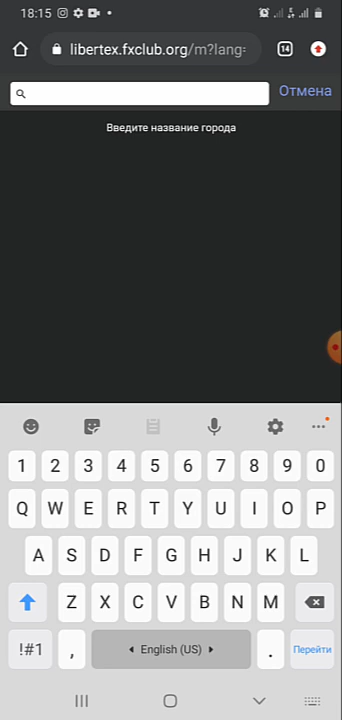 18:15
libertex.fxclub.org/m?lang=
14
Отмена
Введите название города
1 2 3 4 5 6 7 8 9 0
Q W E R T Y U I O P
A S D F G H J K L
Z X C V B N M
!#1 , English (US) . Перейти